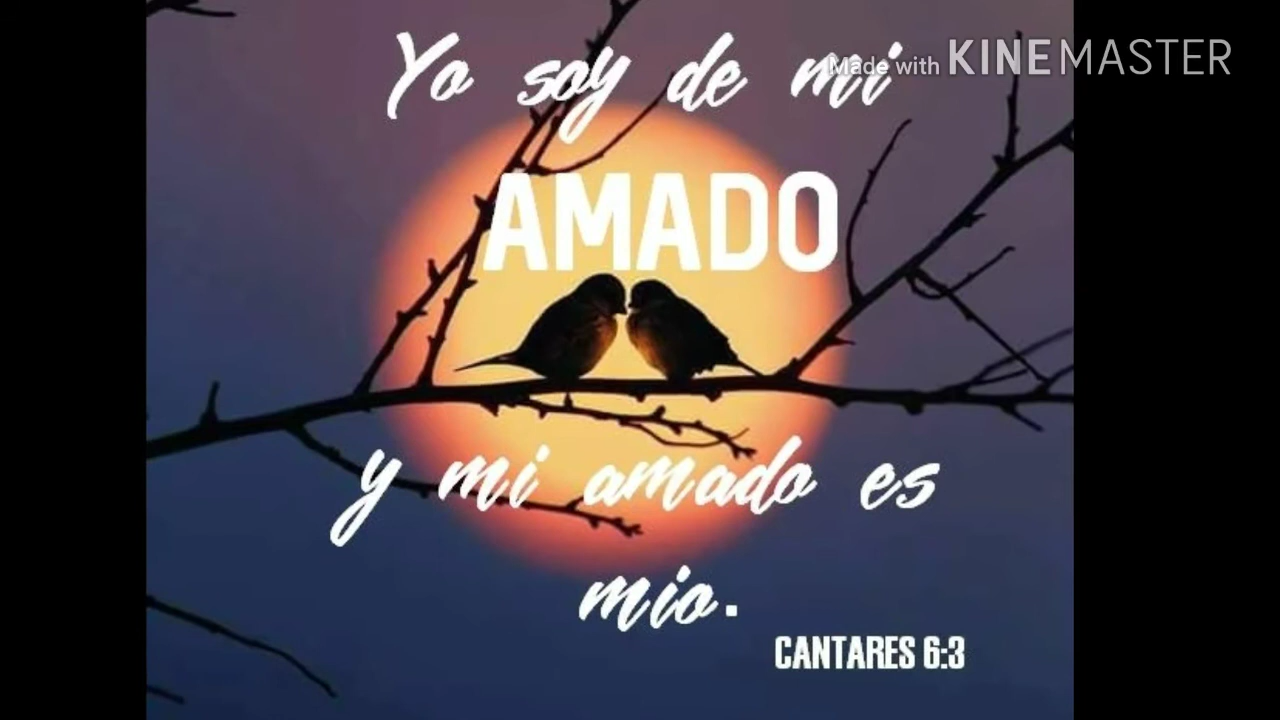 Yo soy de mi
Made with KINEMASTER
AMADO
y mi amado es
mio.
CANTARES 6:3